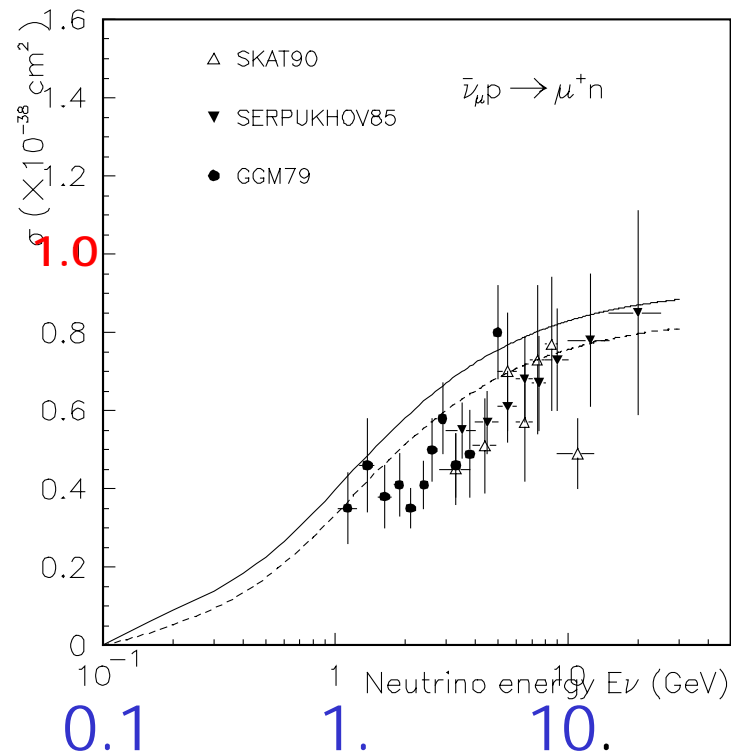 1.6
1.4
1.2
1.0
0.8
0.6
0.4
0.2
0
σ (×10⁻³⁸ cm²)
△ SKAT90
▼ SERPUKHOV85
● GGM79
ν̅_μp → μ⁺n
10⁻¹ 1 10
Neutrino energy Eν (GeV)
0.1 1. 10.